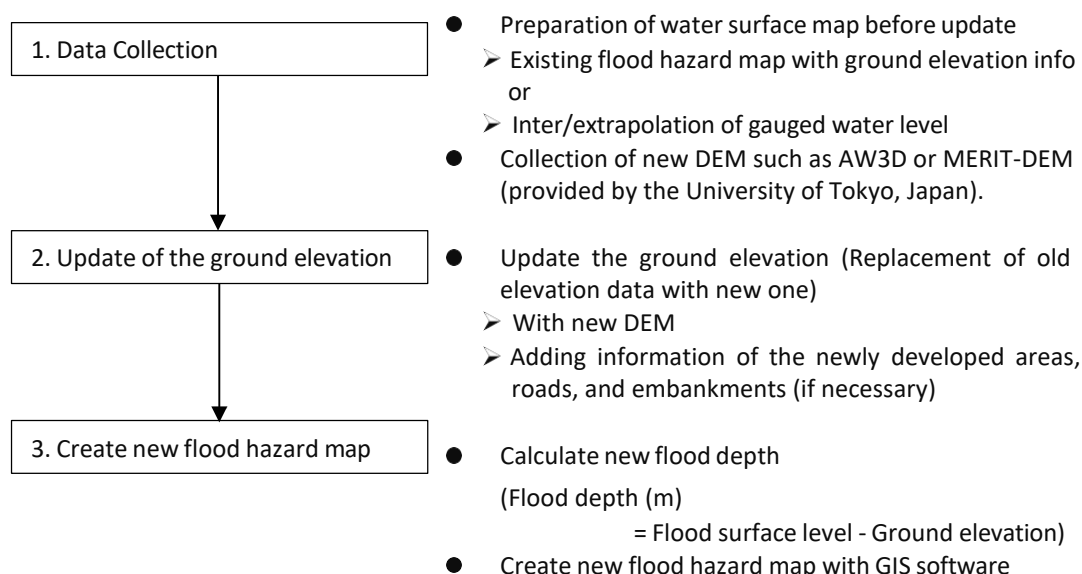 1. Data Collection
● Preparation of water surface map before update
➢ Existing flood hazard map with ground elevation info
or
➢ Inter/extrapolation of gauged water level
● Collection of new DEM such as AW3D or MERIT-DEM
(provided by the University of Tokyo, Japan).
2. Update of the ground elevation
● Update the ground elevation (Replacement of old
elevation data with new one)
➢ With new DEM
➢ Adding information of the newly developed areas,
roads, and embankments (if necessary)
3. Create new flood hazard map
● Calculate new flood depth
(Flood depth (m)
= Flood surface level - Ground elevation)
● Create new flood hazard map with GIS software